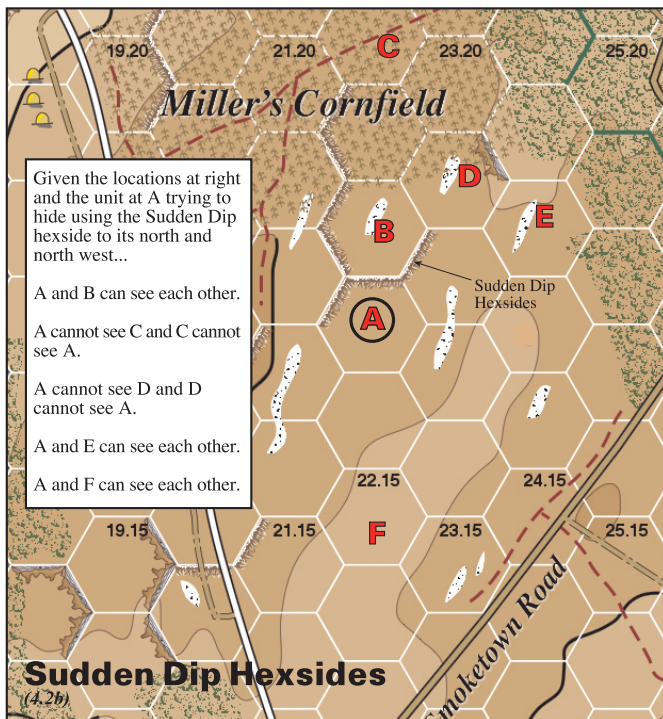 19.20
21.20
C
23.20
25.20
Miller's Cornfield
Given the locations at right
and the unit at A trying to
hide using the Sudden Dip
hexside to its north and
north west...
A and B can see each other.
A cannot see C and C cannot
see A.
A cannot see D and D
cannot see A.
A and E can see each other.
A and F can see each other.
D
B
E
Sudden Dip
Hexsides
A
22.15
24.15
19.15
21.15
F
23.15
25.15
Smoketown Road
Sudden Dip Hexsides
(4.2b)